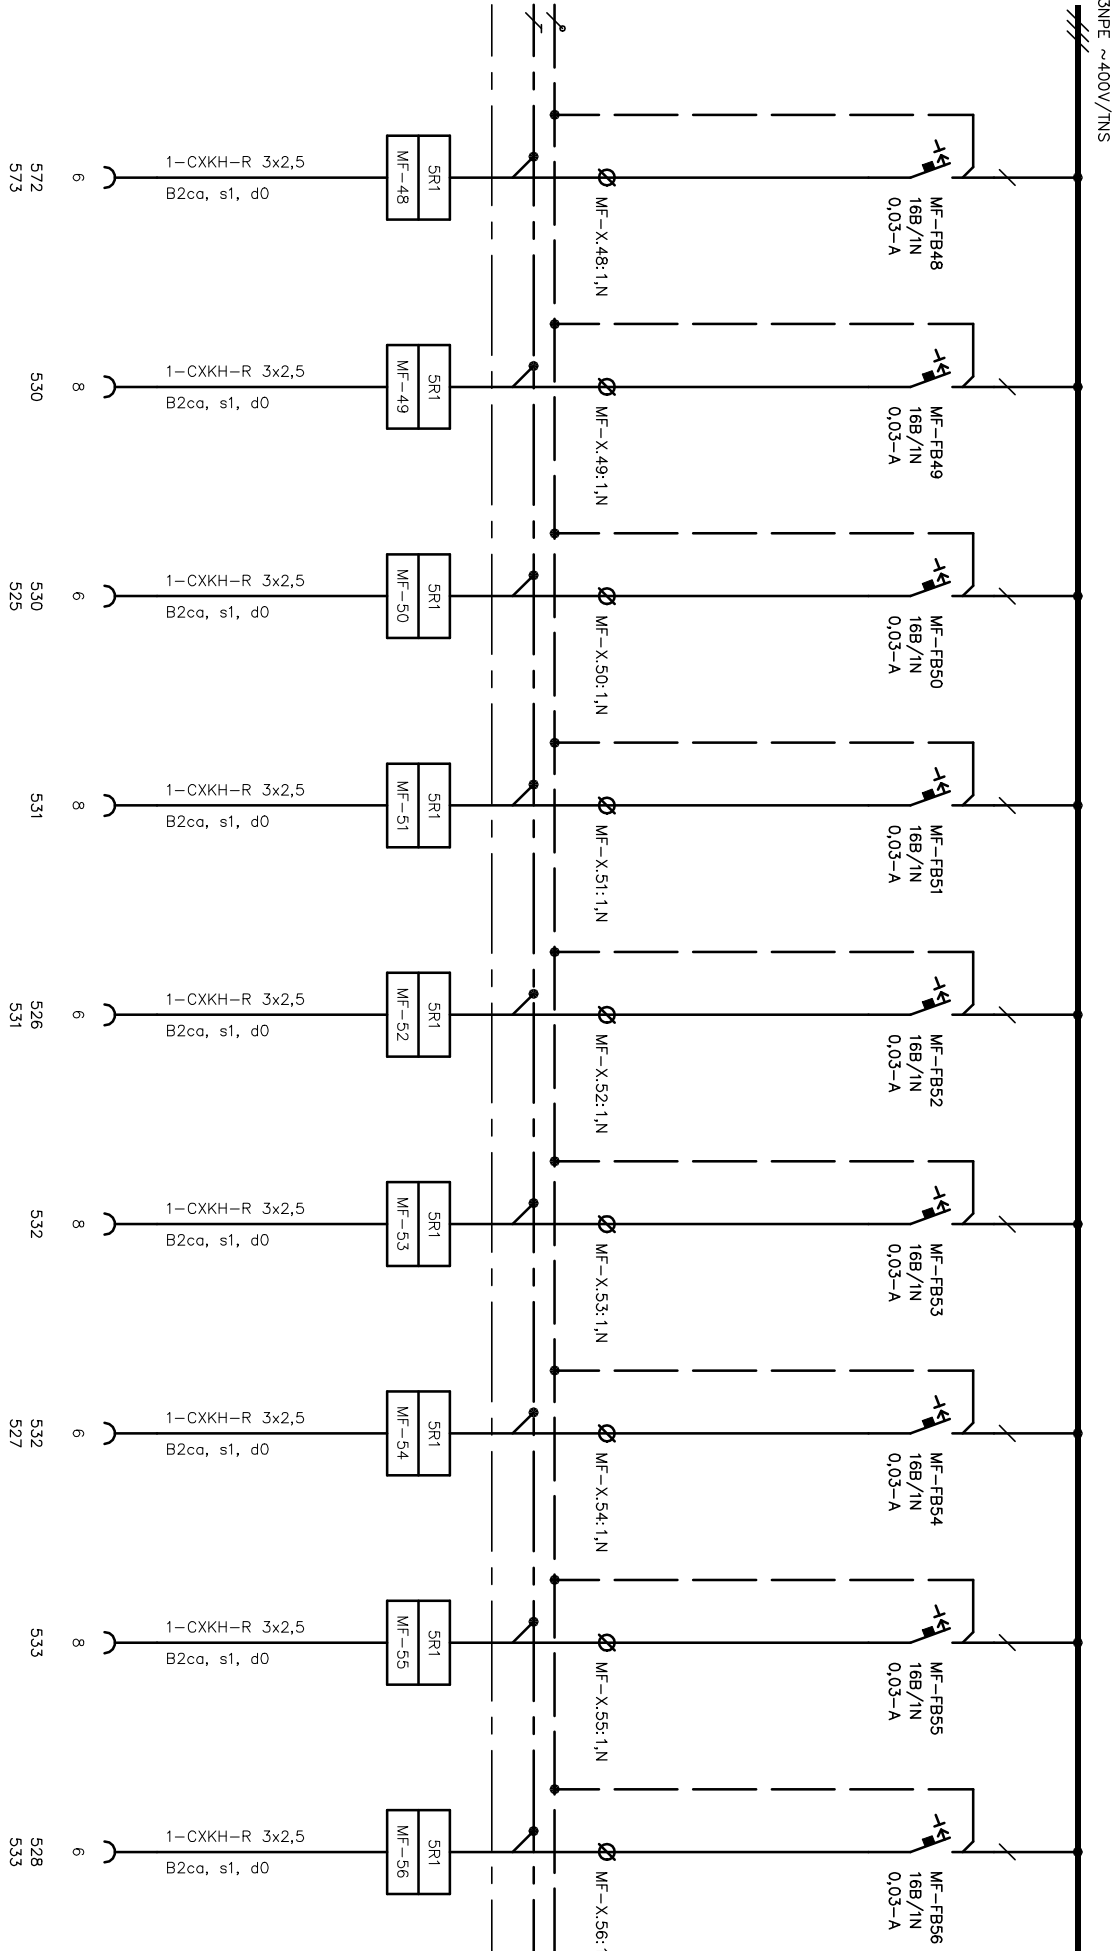 3NPE ~400V/TNS
MF-FB48
16B/1N
0,03-A
MF-X.48:1,N
5R1
MF-48
1-CXKH-R 3x2,5
B2ca, s1, d0
6
572
573
MF-FB49
16B/1N
0,03-A
MF-X.49:1,N
5R1
MF-49
1-CXKH-R 3x2,5
B2ca, s1, d0
8
530
MF-FB50
16B/1N
0,03-A
MF-X.50:1,N
5R1
MF-50
1-CXKH-R 3x2,5
B2ca, s1, d0
6
530
525
MF-FB51
16B/1N
0,03-A
MF-X.51:1,N
5R1
MF-51
1-CXKH-R 3x2,5
B2ca, s1, d0
8
531
MF-FB52
16B/1N
0,03-A
MF-X.52:1,N
5R1
MF-52
1-CXKH-R 3x2,5
B2ca, s1, d0
6
526
531
MF-FB53
16B/1N
0,03-A
MF-X.53:1,N
5R1
MF-53
1-CXKH-R 3x2,5
B2ca, s1, d0
8
532
MF-FB54
16B/1N
0,03-A
MF-X.54:1,N
5R1
MF-54
1-CXKH-R 3x2,5
B2ca, s1, d0
6
532
527
MF-FB55
16B/1N
0,03-A
MF-X.55:1,N
5R1
MF-55
1-CXKH-R 3x2,5
B2ca, s1, d0
8
533
MF-FB56
16B/1N
0,03-A
MF-X.56:
5R1
MF-56
1-CXKH-R 3x2,5
B2ca, s1, d0
6
528
533